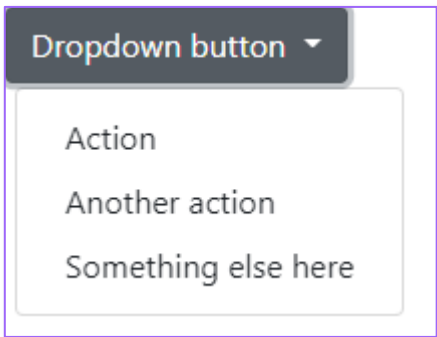 Dropdown button
Action
Another action
Something else here